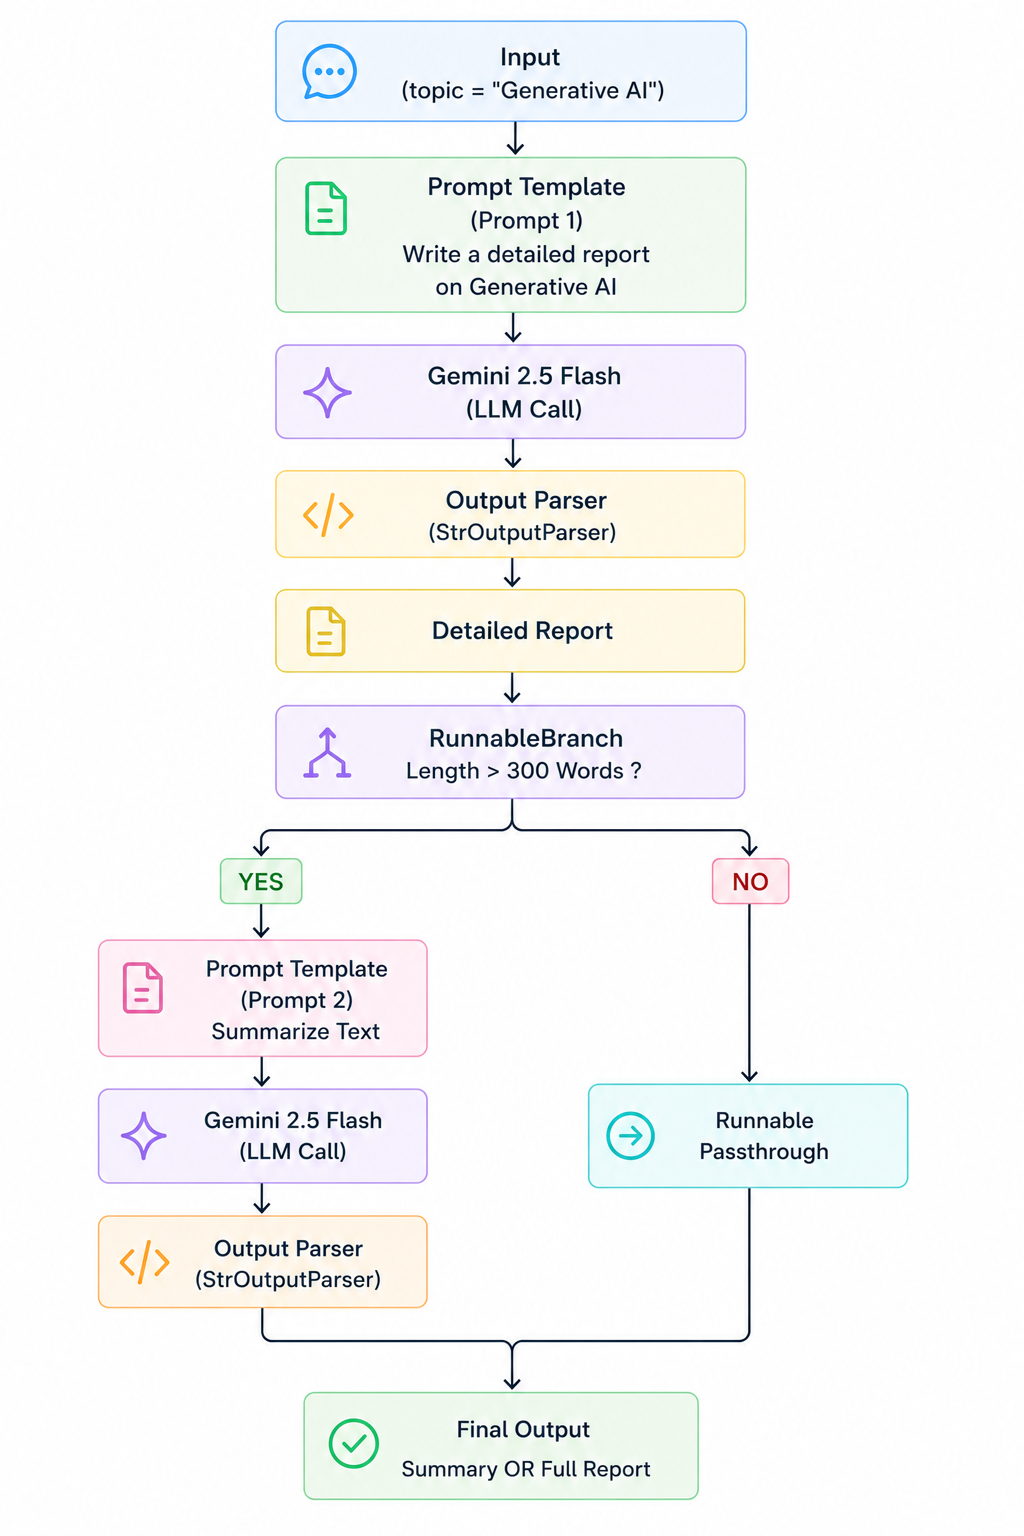 Input
(topic = "Generative AI")
Prompt Template
(Prompt 1)
Write a detailed report
on Generative AI
Gemini 2.5 Flash
(LLM Call)
Output Parser
(StrOutputParser)
Detailed Report
RunnableBranch
Length > 300 Words ?
YES
NO
Prompt Template
(Prompt 2)
Summarize Text
Gemini 2.5 Flash
(LLM Call)
Runnable
Passthrough
Output Parser
(StrOutputParser)
Final Output
Summary OR Full Report